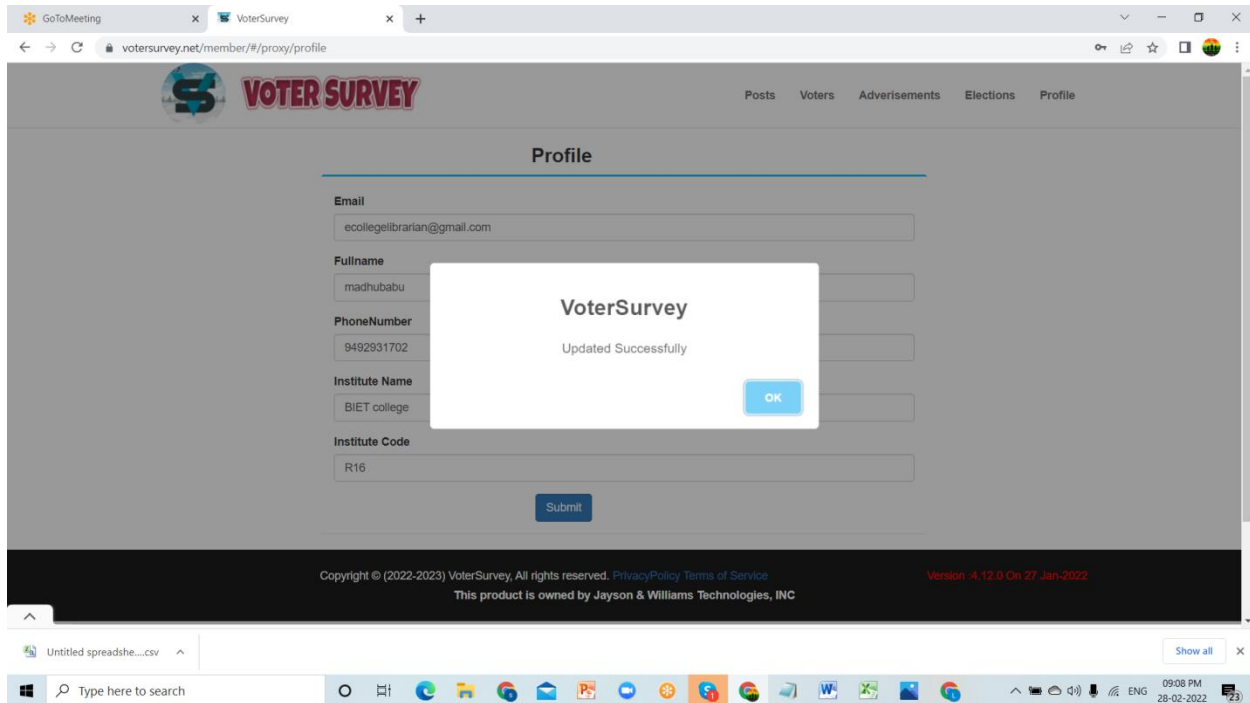 GoToMeeting
VoterSurvey
votersurvey.net/member/#/proxy/profile
VOTER SURVEY
Posts Voters Adverisements Elections Profile
Profile
Email
ecollegelibrarian@gmail.com
Fullname
madhubabu
PhoneNumber
9492931702
Institute Name
BIET college
Institute Code
R16
Submit
VoterSurvey
Updated Successfully
OK
Copyright © (2022-2023) VoterSurvey, All rights reserved. PrivacyPolicy Terms of Service
Version :4.12.0 On 27 Jan-2022
This product is owned by Jayson & Williams Technologies, INC
Untitled spreadshe....csv
Show all
Type here to search
ENG
09:08 PM
28-02-2022
23